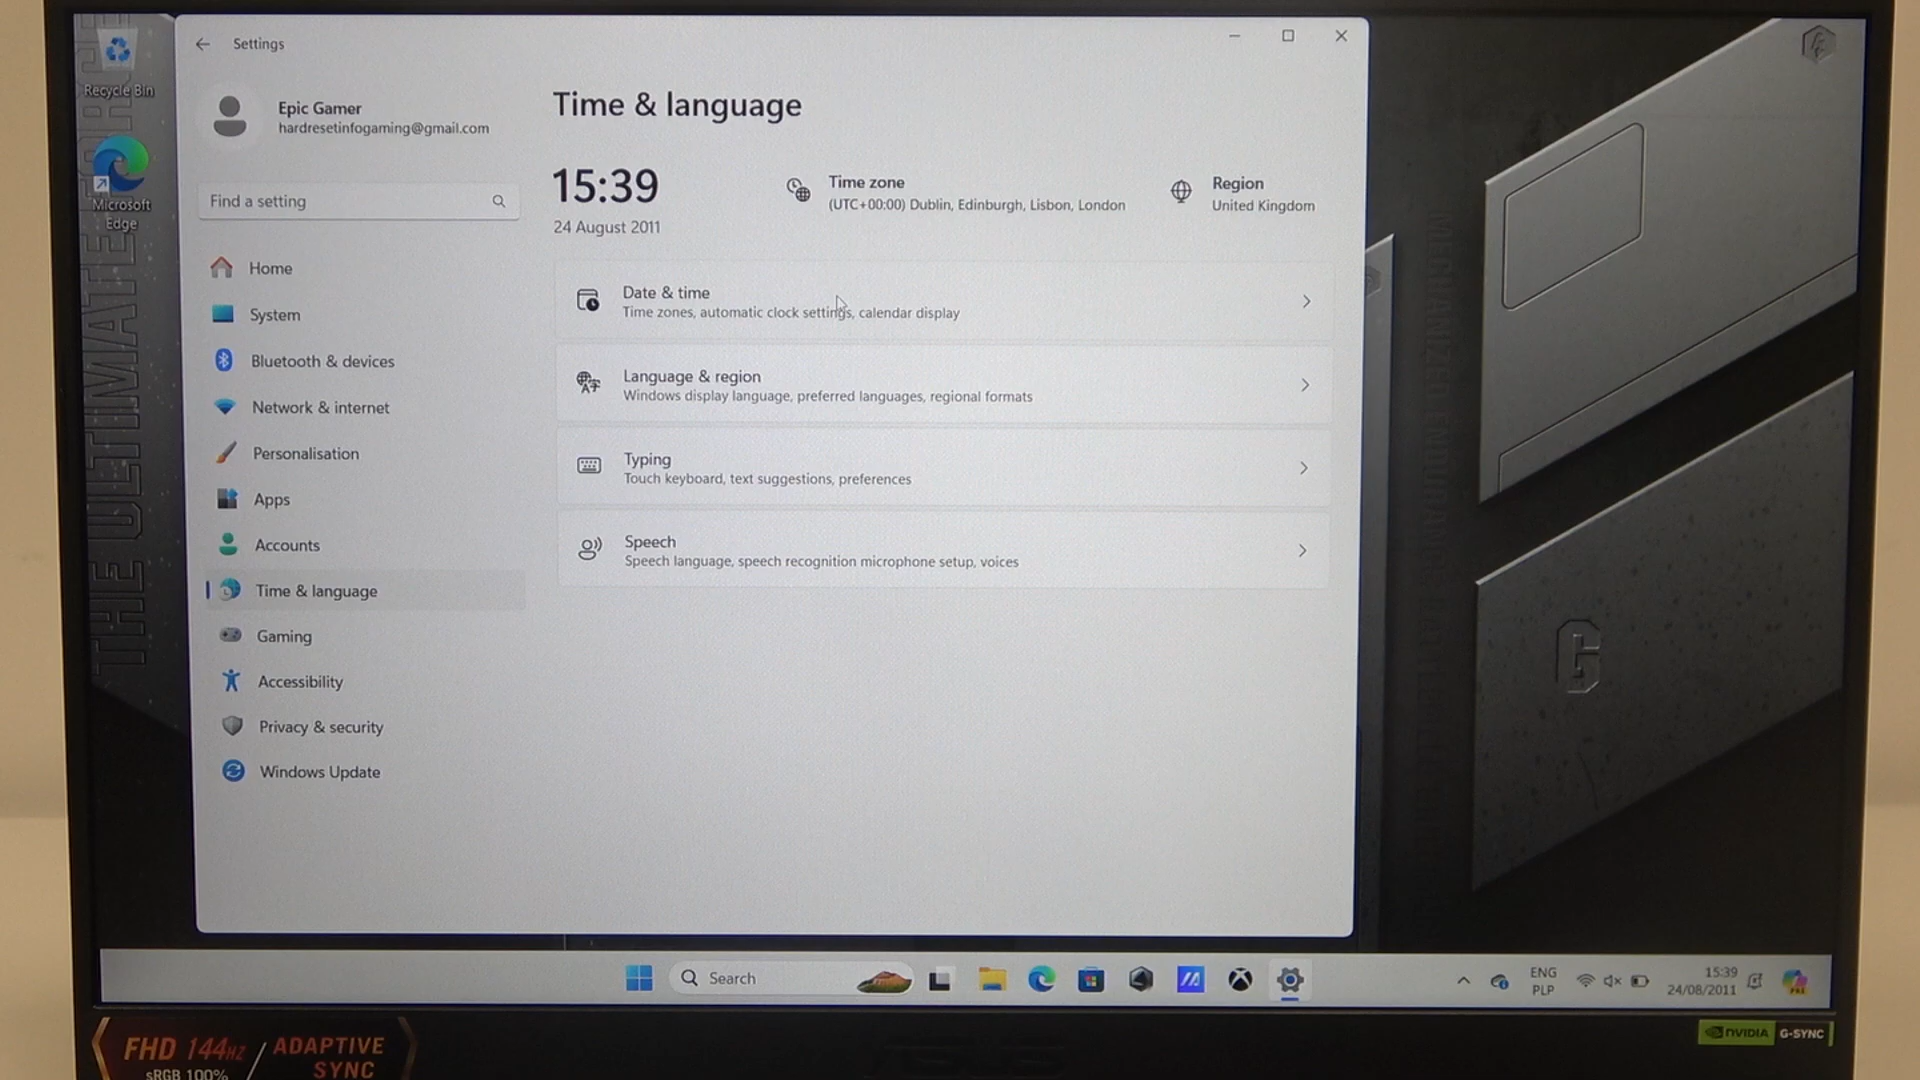 Recycle Bin
Microsoft
Edge
Settings
Epic Gamer
hardresetinfogaming@gmail.com
Find a setting
Home
System
Bluetooth & devices
Network & internet
Personalisation
Apps
Accounts
Time & language
Gaming
Accessibility
Privacy & security
Windows Update
Time & language
15:39
24 August 2011
Time zone
(UTC+00:00) Dublin, Edinburgh, Lisbon, London
Region
United Kingdom
Date & time
Time zones, automatic clock settings, calendar display
Language & region
Windows display language, preferred languages, regional formats
Typing
Touch keyboard, text suggestions, preferences
Speech
Speech language, speech recognition microphone setup, voices
THE ULTIMATE FORCE
G
Search
ENG
PLP
15:39
24/08/2011
PRE
FHD 144HZ / ADAPTIVE
SYNC
sRGB 100%
NVIDIA G-SYNC